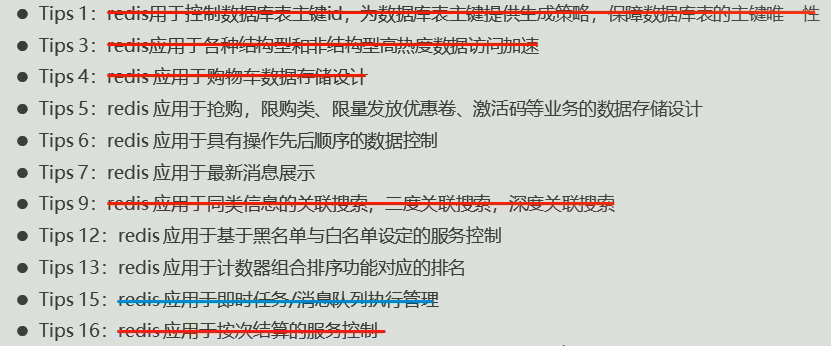 ● Tips 1：redis用于控制数据库表主键id，为数据库表主键提供生成策略，保障数据库表的主键唯一性
● Tips 3：redis应用于各种结构型和非结构型高热度数据访问加速
● Tips 4：redis 应用于购物车数据存储设计
● Tips 5：redis 应用于抢购，限购类、限量发放优惠卷、激活码等业务的数据存储设计
● Tips 6：redis 应用于具有操作先后顺序的数据控制
● Tips 7：redis 应用于最新消息展示
● Tips 9：redis 应用于同类信息的关联搜索，二度关联搜索，深度关联搜索
● Tips 12：redis 应用于基于黑名单与白名单设定的服务控制
● Tips 13：redis 应用于计数器组合排序功能对应的排名
● Tips 15：redis 应用于即时任务/消息队列执行管理
● Tips 16：redis 应用于按次结算的服务控制